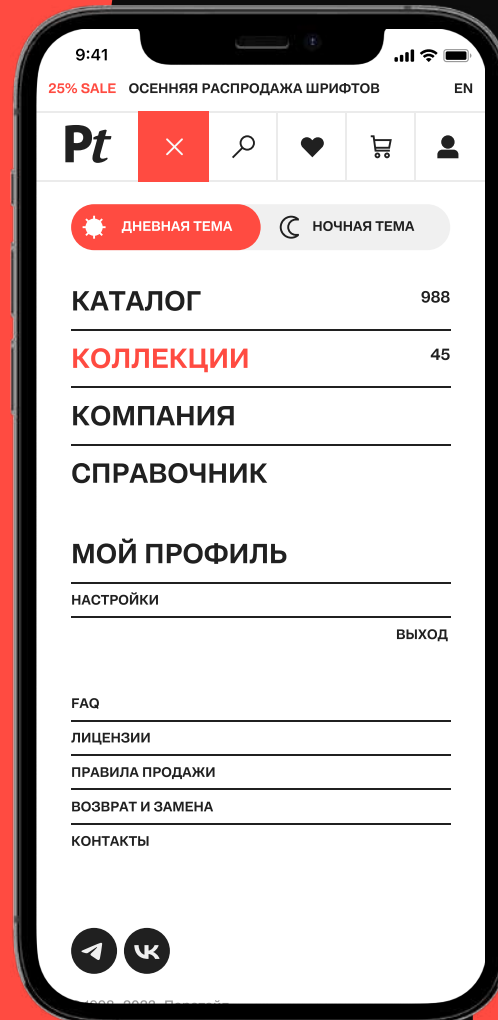 9:41
25% SALE ОСЕННЯЯ РАСПРОДАЖА ШРИФТОВ EN
Pt
ДНЕВНАЯ ТЕМА НОЧНАЯ ТЕМА
КАТАЛОГ 988
КОЛЛЕКЦИИ 45
КОМПАНИЯ
СПРАВОЧНИК
МОЙ ПРОФИЛЬ
НАСТРОЙКИ
ВЫХОД
FAQ
ЛИЦЕНЗИИ
ПРАВИЛА ПРОДАЖИ
ВОЗВРАТ И ЗАМЕНА
КОНТАКТЫ